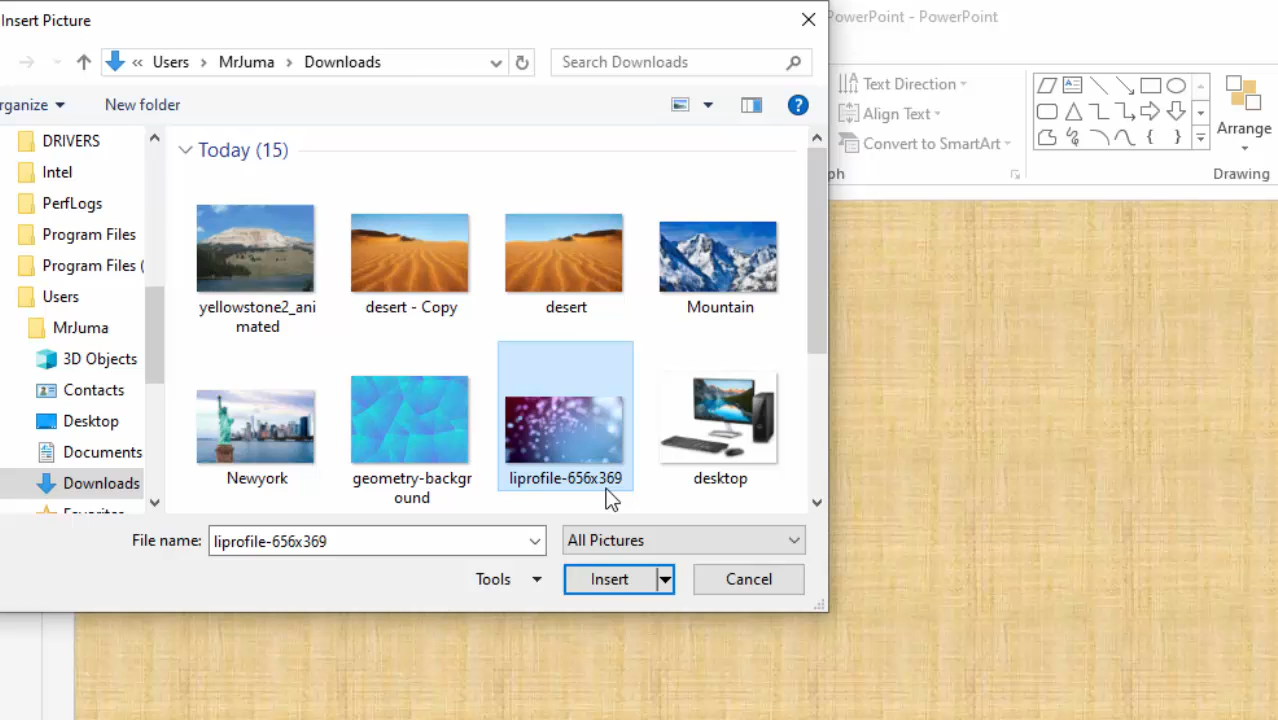 Insert Picture
PowerPoint - PowerPoint
« Users › MrJuma › Downloads
Search Downloads
rganize
New folder
?
Text Direction
Align Text
Convert to SmartArt
Arrange
ph
Drawing
DRIVERS
Intel
PerfLogs
Program Files
Program Files (
Users
MrJuma
3D Objects
Contacts
Desktop
Documents
Downloads
Favorites
Today (15)
yellowstone2_ani
mated
desert - Copy
desert
Mountain
Newyork
geometry-backgr
ound
liprofile-656x369
desktop
File name:
liprofile-656x369
All Pictures
Tools
Insert
Cancel